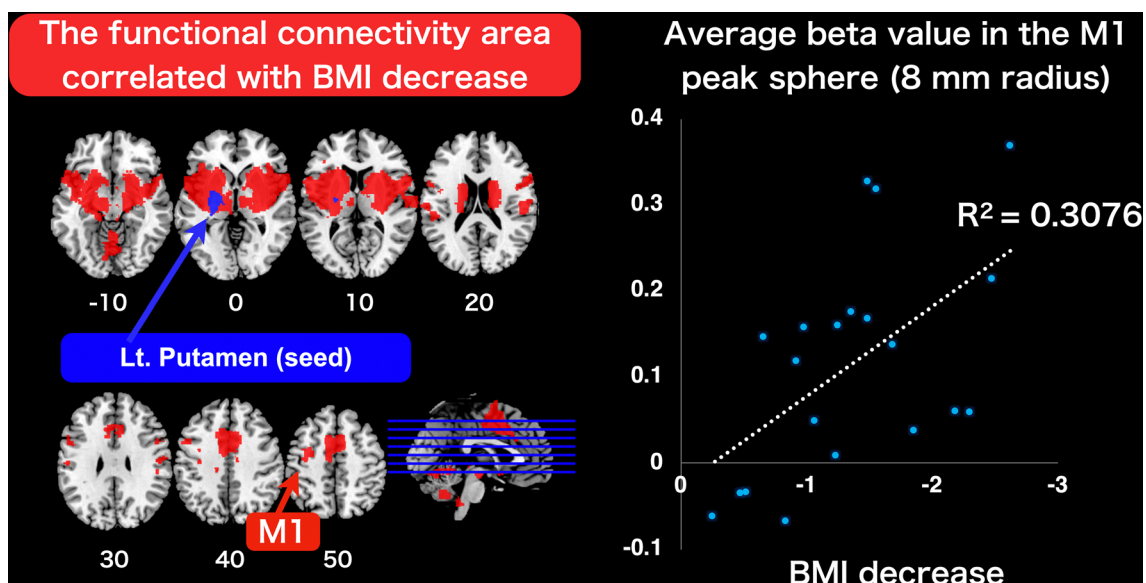 The functional connectivity area
correlated with BMI decrease
-10
0
10
20
Lt. Putamen (seed)
M1
30
40
50
Average beta value in the M1
peak sphere (8 mm radius)
0.4
0.3
R² = 0.3076
0.2
0.1
0
0
-1
-2
-3
-0.1
BMI decrease